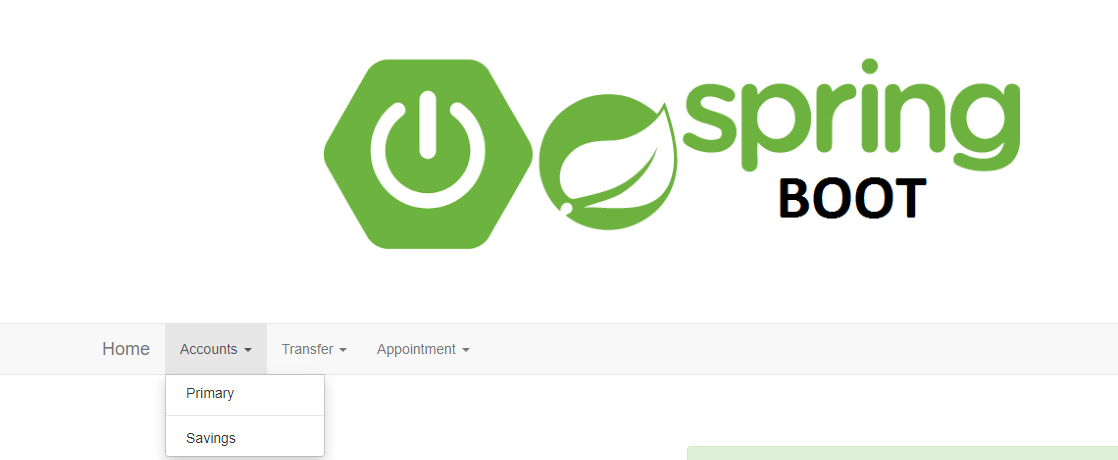 spring
BOOT
Home Accounts Transfer Appointment
Primary
Savings